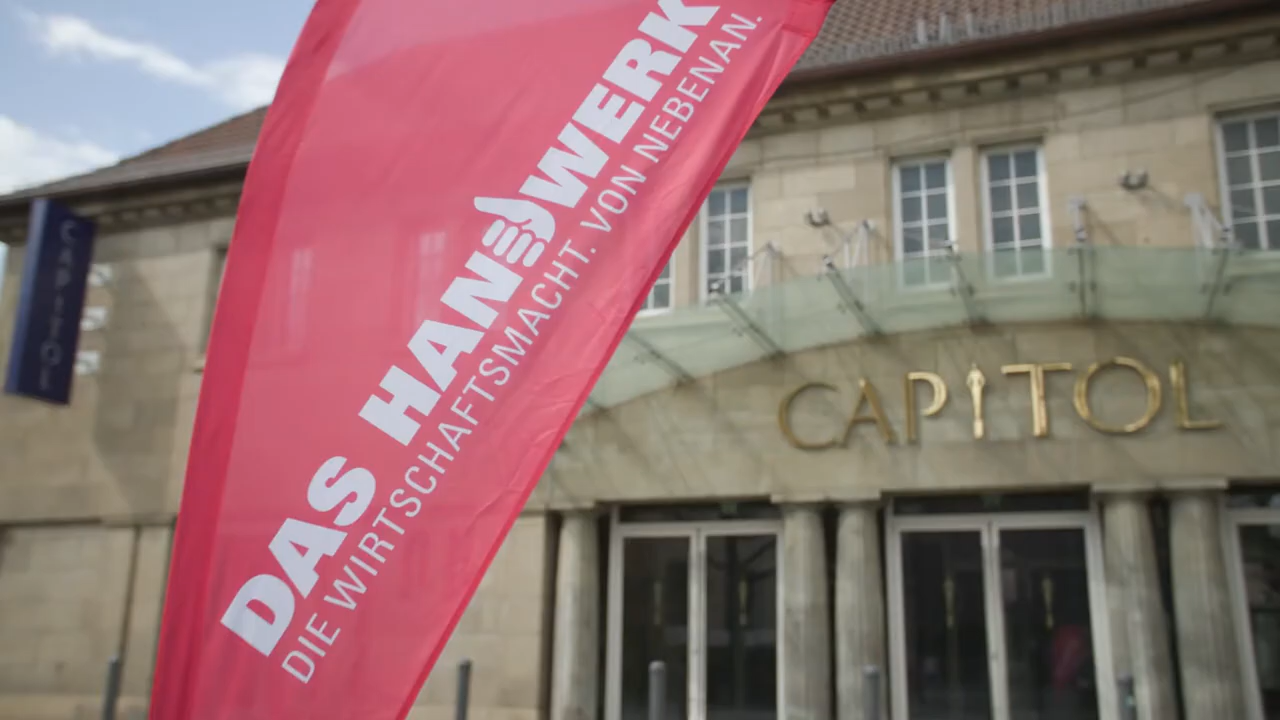 DAS HANDWERK
DIE WIRTSCHAFTSMACHT. VON NEBENAN.
CAPITOL
CAPITOL